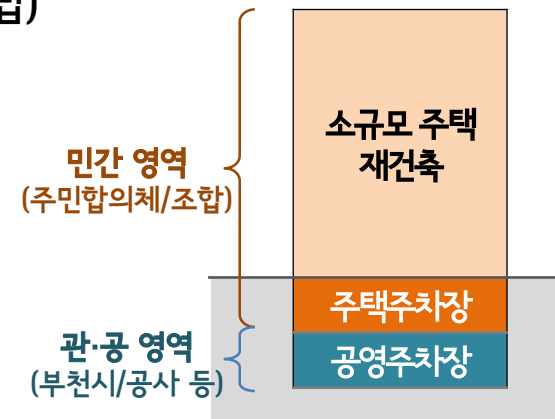 립)
소규모 주택
재건축
민간 영역
(주민합의체/조합)
주택주차장
관·공 영역
(부천시/공사 등)
공영주차장